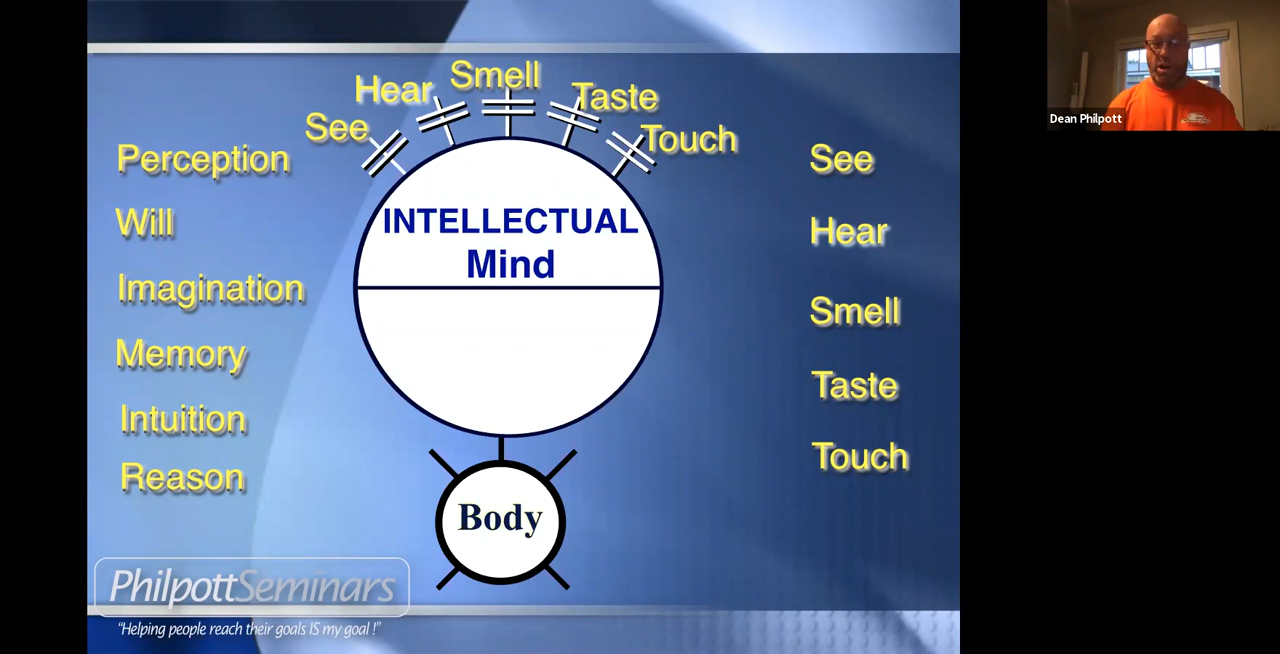 Smell
Hear
Taste
See
Touch
Perception
Will
Imagination
Memory
Intuition
Reason
INTELLECTUAL
Mind
Body
See
Hear
Smell
Taste
Touch
PhilpottSeminars
"Helping people reach their goals IS my goal !"
Dean Philpott